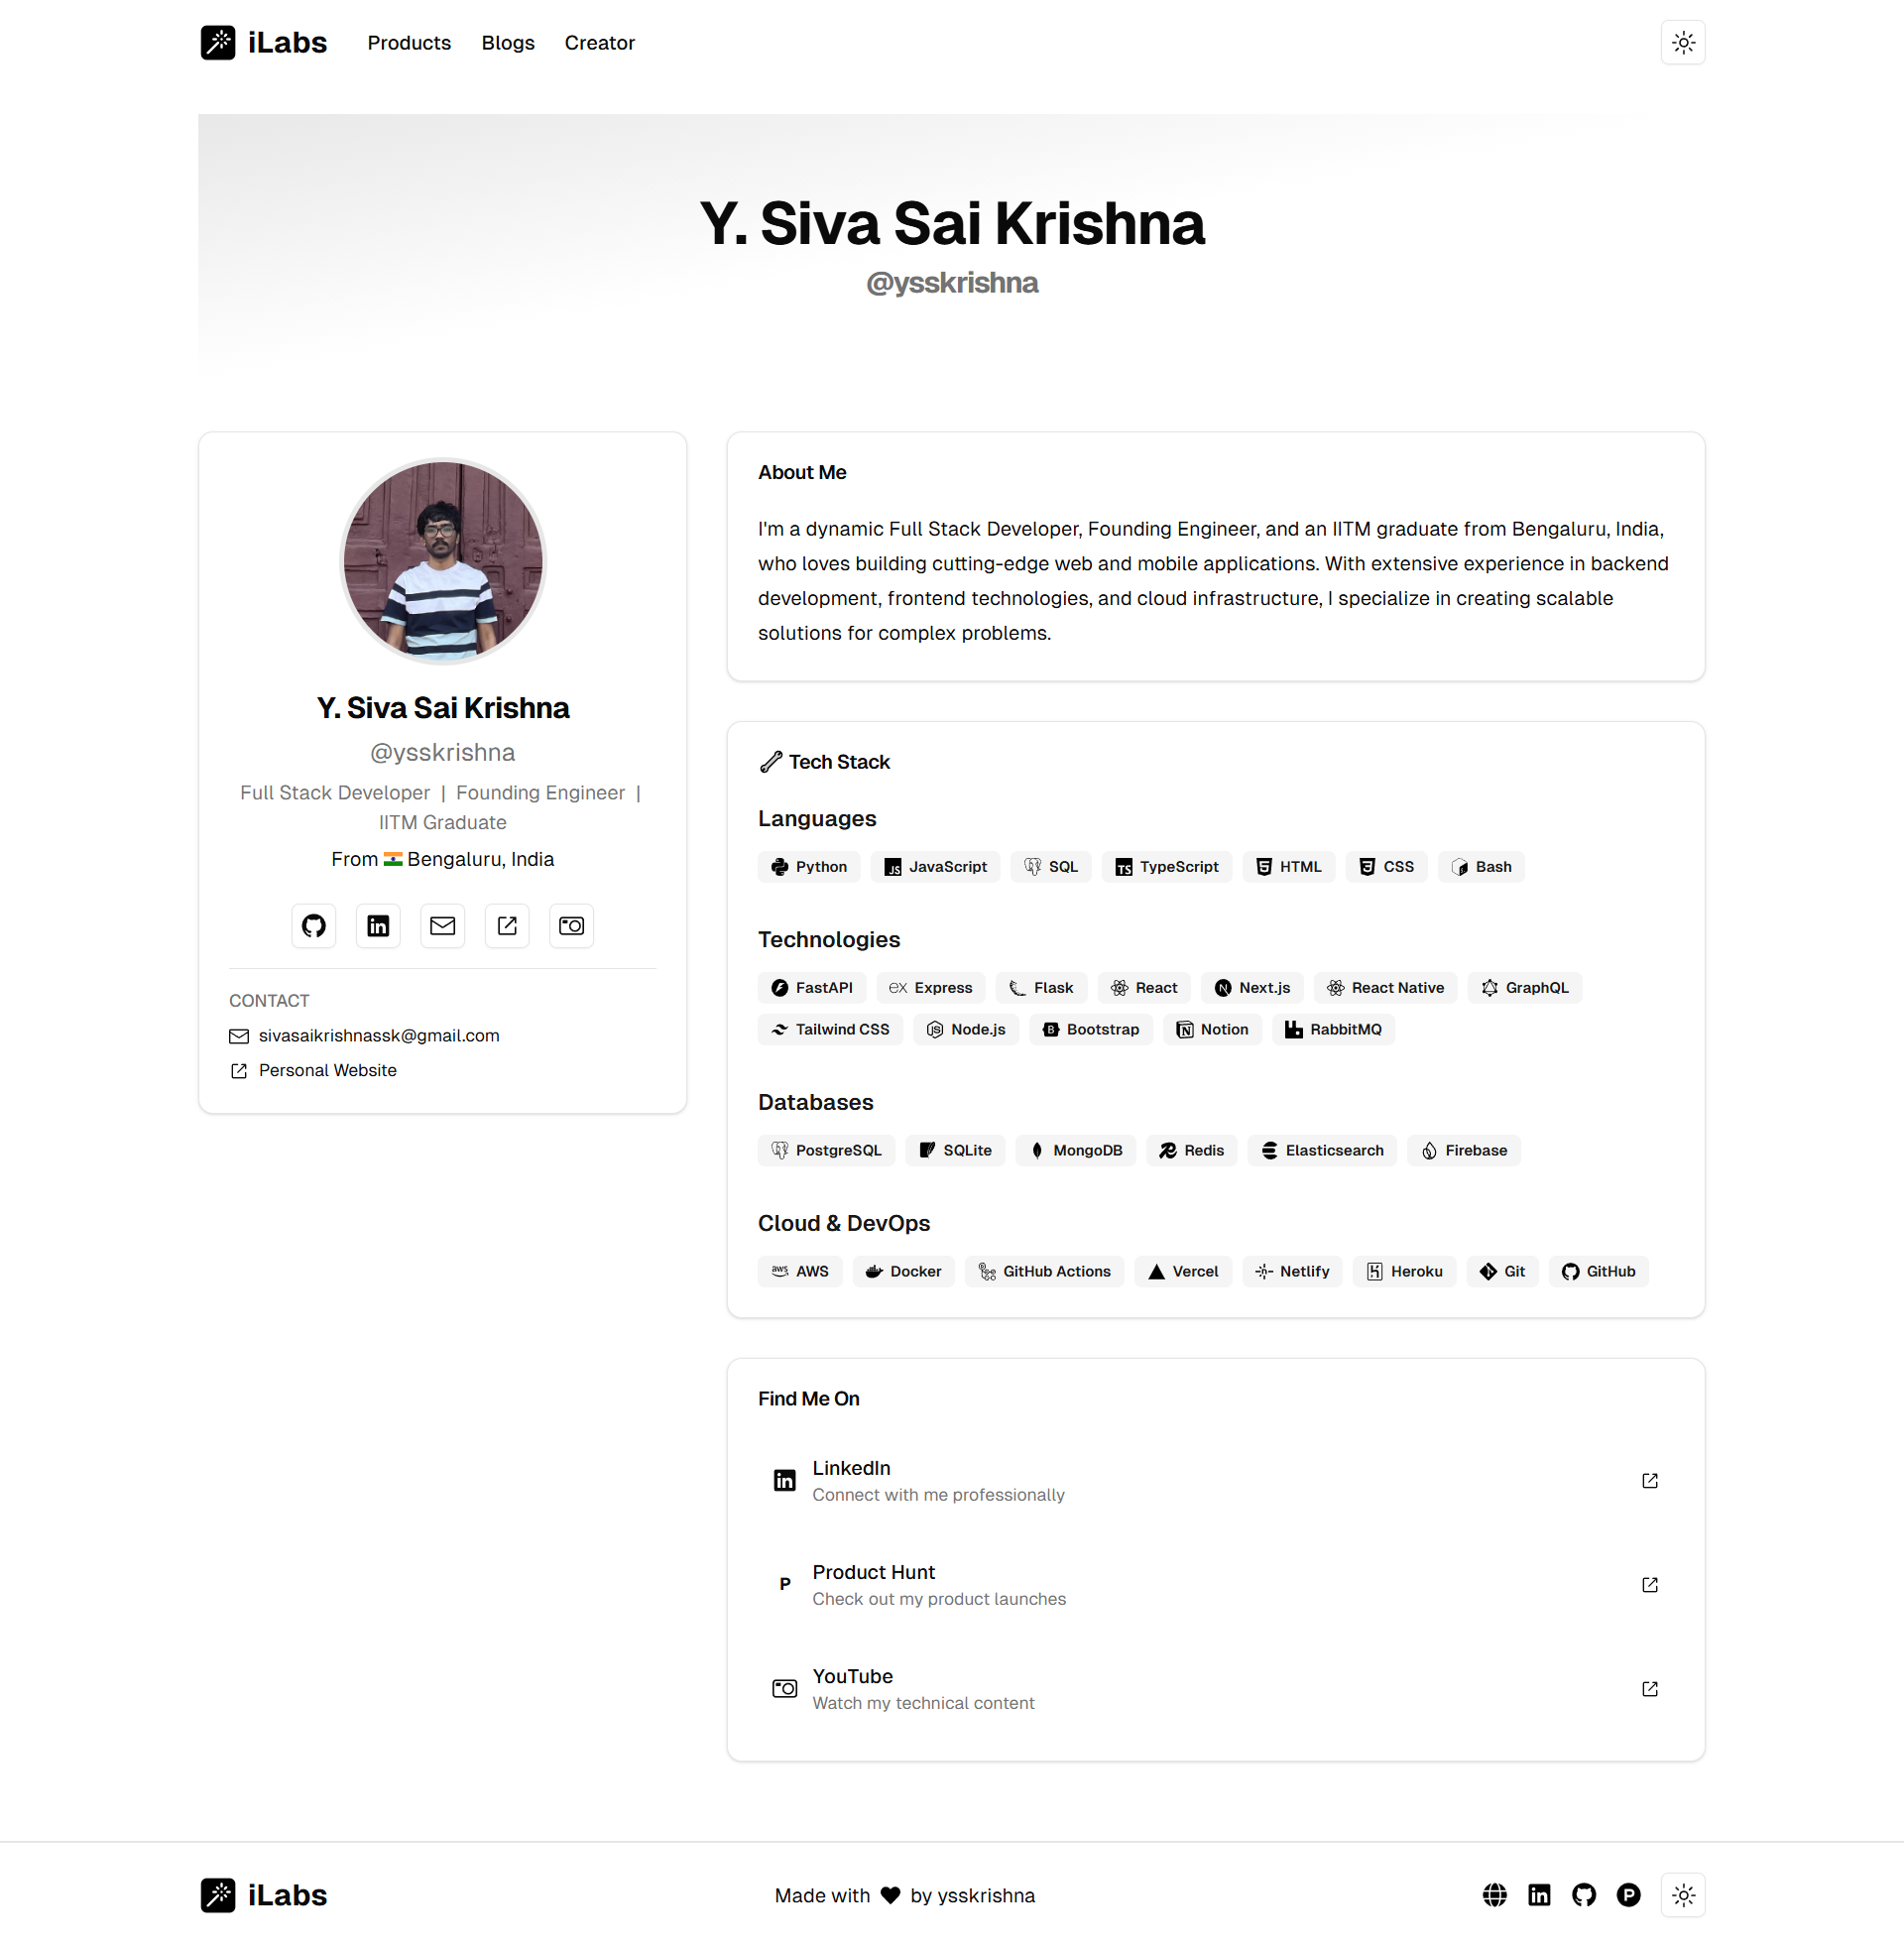 iLabs
Products
Blogs
Creator
Y. Siva Sai Krishna
@ysskrishna
Y. Siva Sai Krishna
@ysskrishna
Full Stack Developer | Founding Engineer |
IITM Graduate
From 🇮🇳 Bengaluru, India
CONTACT
sivasaikrishnassk@gmail.com
Personal Website
About Me
I'm a dynamic Full Stack Developer, Founding Engineer, and an IITM graduate from Bengaluru, India,
who loves building cutting-edge web and mobile applications. With extensive experience in backend
development, frontend technologies, and cloud infrastructure, I specialize in creating scalable
solutions for complex problems.
Tech Stack
Languages
Python JavaScript SQL TypeScript HTML CSS Bash
Technologies
FastAPI Express Flask React Next.js React Native GraphQL
Tailwind CSS Node.js Bootstrap Notion RabbitMQ
Databases
PostgreSQL SQLite MongoDB Redis Elasticsearch Firebase
Cloud & DevOps
AWS Docker GitHub Actions Vercel Netlify Heroku Git GitHub
Find Me On
LinkedIn
Connect with me professionally
P
Product Hunt
Check out my product launches
YouTube
Watch my technical content
iLabs
Made with ♥ by ysskrishna